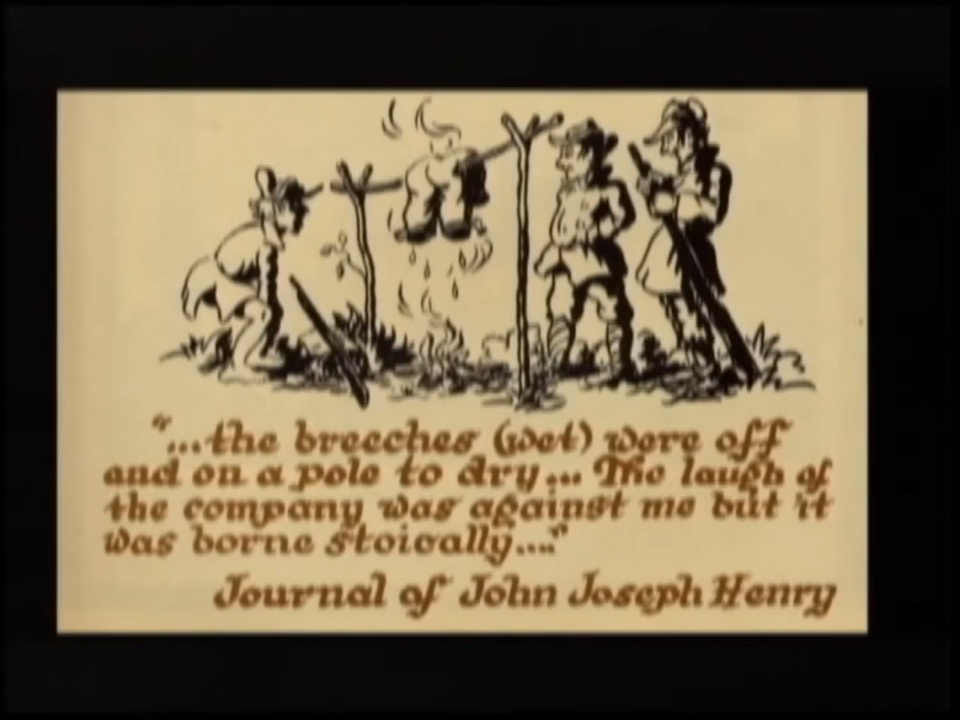 "...the breeches (wet) were off
and on a pole to dry... The laugh of
the company was against me but it
was borne stoically...."
Journal of John Joseph Henry